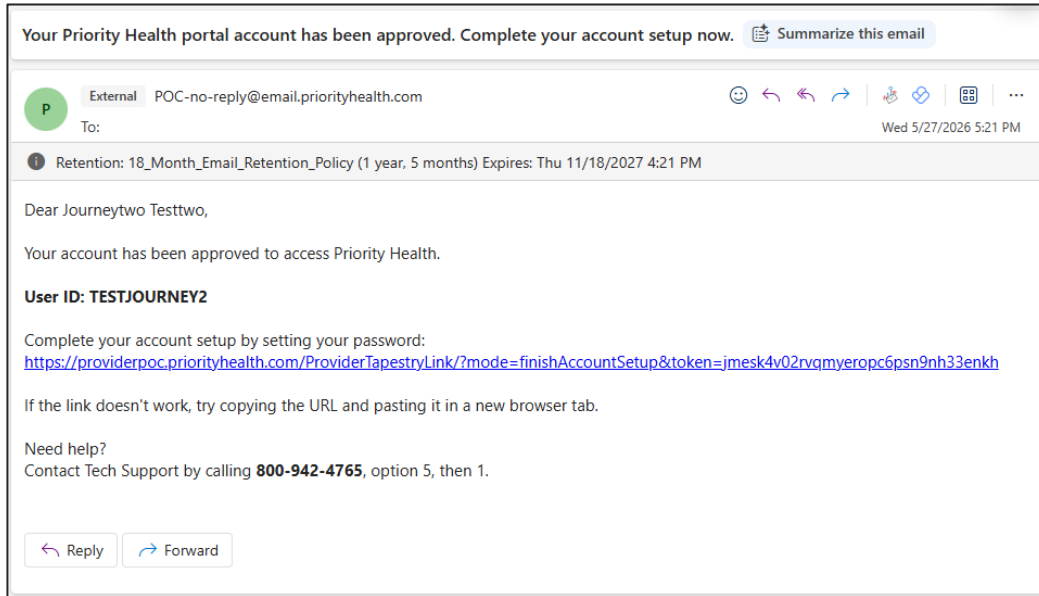 Your Priority Health portal account has been approved. Complete your account setup now. Summarize this email
P
External POC-no-reply@email.priorityhealth.com
To:
Wed 5/27/2026 5:21 PM
Retention: 18_Month_Email_Retention_Policy (1 year, 5 months) Expires: Thu 11/18/2027 4:21 PM
Dear Journeytwo Testtwo,
Your account has been approved to access Priority Health.
User ID: TESTJOURNEY2
Complete your account setup by setting your password:
https://providerpoc.priorityhealth.com/ProviderTapestryLink/?mode=finishAccountSetup&token=jmesk4v02rvqmyeropc6psn9nh33enkh
If the link doesn't work, try copying the URL and pasting it in a new browser tab.
Need help?
Contact Tech Support by calling 800-942-4765, option 5, then 1.
Reply Forward